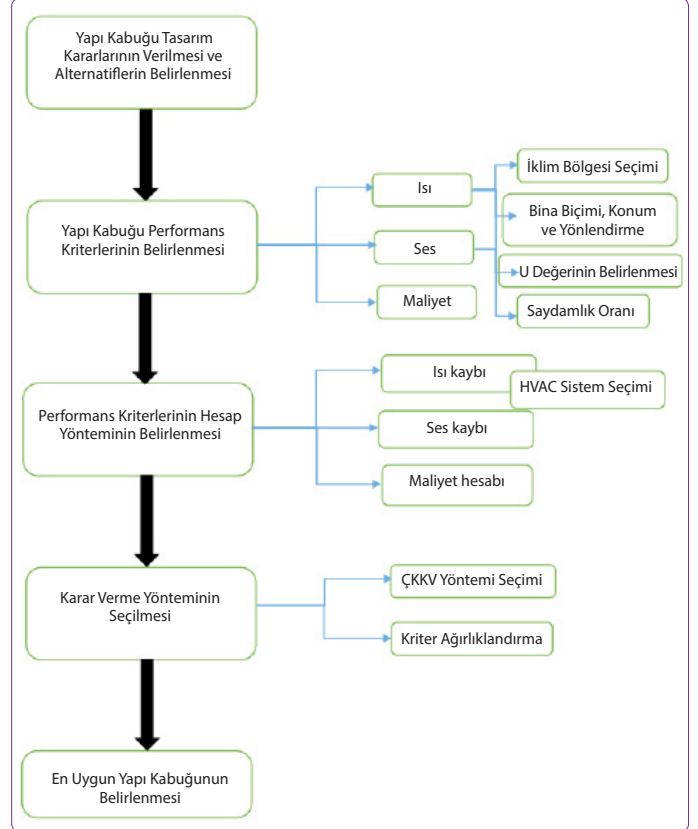 Yapı Kabuğu Tasarım
Kararlarının Verilmesi ve
Alternatiflerin Belirlenmesi
Yapı Kabuğu Performans
Kriterlerinin Belirlenmesi
Isı
Ses
Maliyet
İklim Bölgesi Seçimi
Bina Biçimi, Konum
ve Yönlendirme
U Değerinin Belirlenmesi
Saydamlık Oranı
Performans Kriterlerinin Hesap
Yönteminin Belirlenmesi
Isı kaybı
HVAC Sistem Seçimi
Ses kaybı
Maliyet hesabı
Karar Verme Yönteminin
Seçilmesi
ÇKKV Yöntemi Seçimi
Kriter Ağırlıklandırma
En Uygun Yapı Kabuğunun
Belirlenmesi